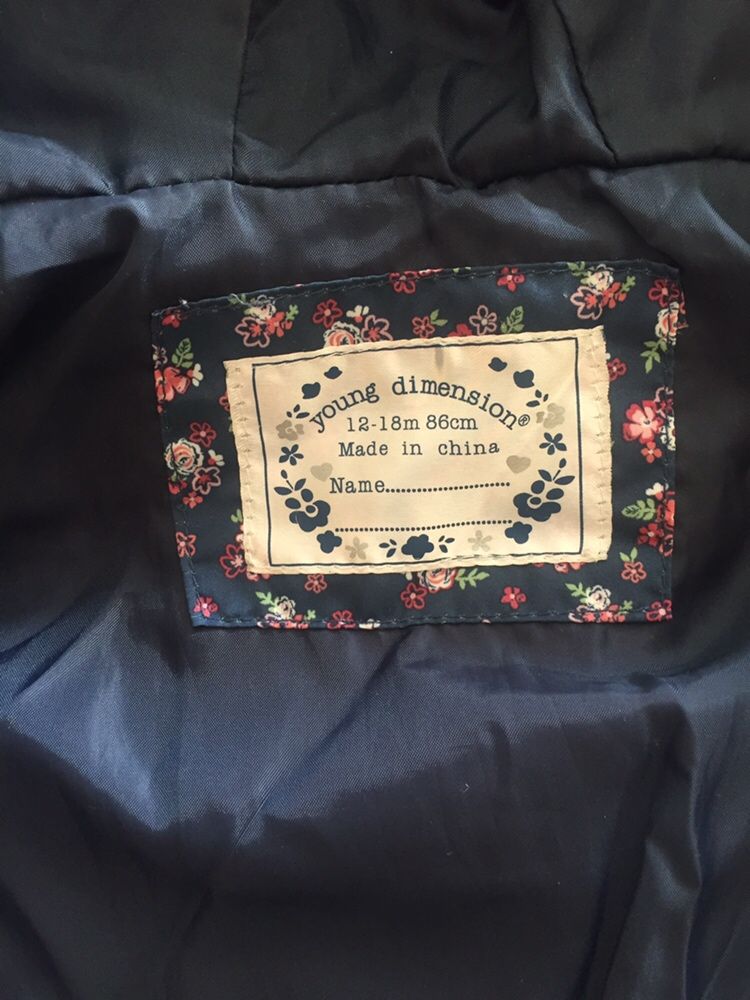 young dimension®
12-18m 86cm
Made in china
Name................................
................................................